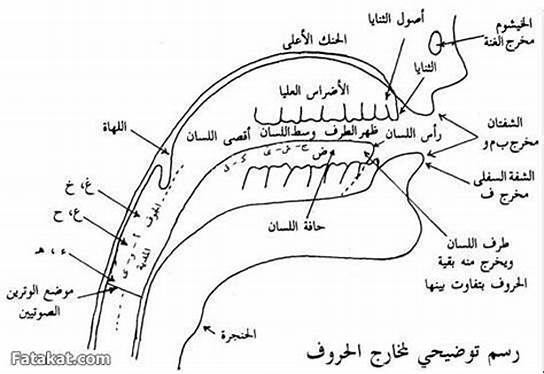 الخيشوم
مخرج الغنة
أصول الثنايا
الحنك الأعلى
الثنايا
الأضراس العليا
الشفتان
مخرج ب م و
رأس اللسان
ظهر الطرف
وسط اللسان
أقصى اللسان
اللهاة
ج - ش - ى
ك - ق
ض
الشفة السفلى
مخرج ف
غ، خ
ع، ح
ء، هـ
الجوف
أ - و - ى
المدية
حافة اللسان
طرف اللسان
ويخرج منه بقية
الحروف بتفاوت بينها
موضع الوترين
الصوتيين
الحنجرة
رسم توضيحي لمخارج الحروف
Fatakat.com